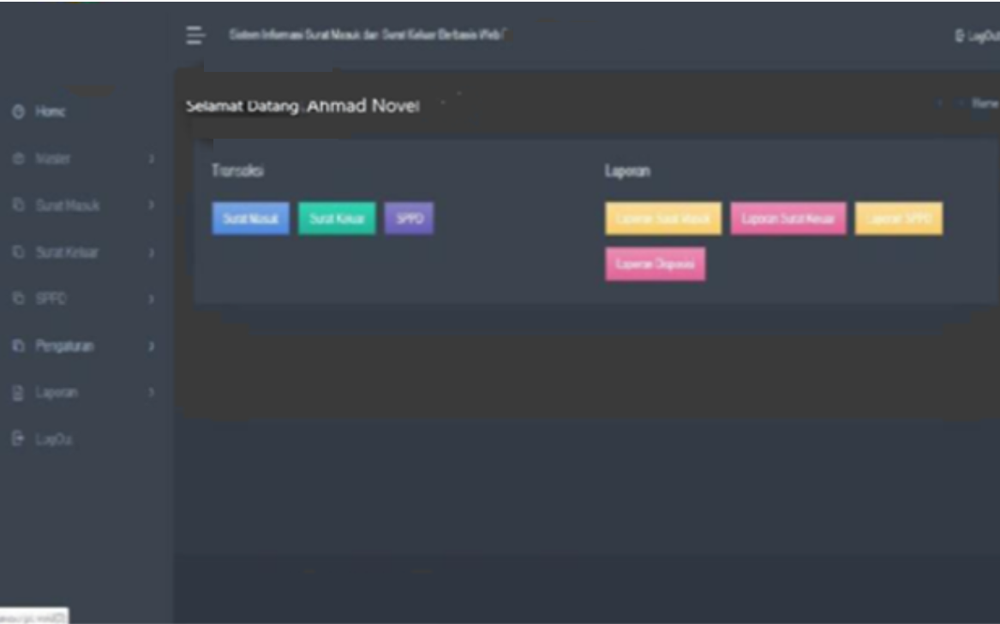 Sistem Informasi Surat Masuk dan Surat Keluar Berbasis Web
LogOut
Home
Master
Surat Masuk
Surat Keluar
SPPD
Pengaturan
Laporan
LogOut
Selamat Datang Ahmad Novel
Home
Transaksi
Surat Masuk
Surat Keluar
SPPD
Laporan
Laporan Surat Masuk
Laporan Surat Keluar
Laporan SPPD
Laporan Disposisi